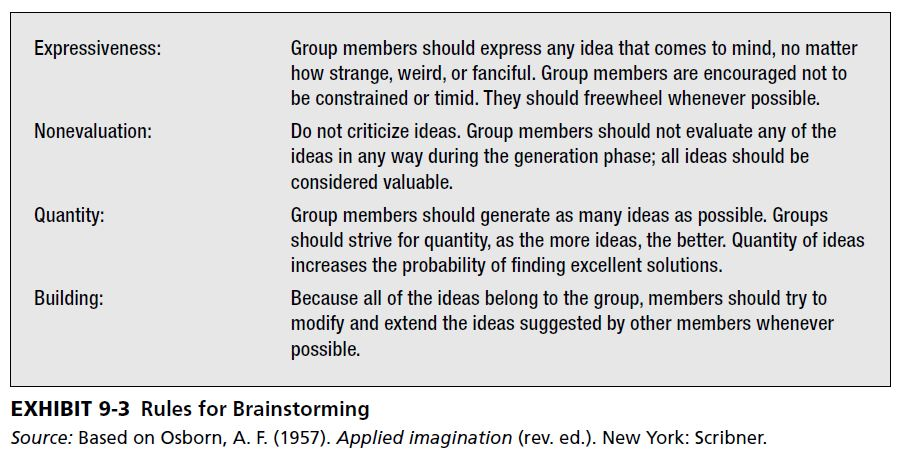 Expressiveness: Group members should express any idea that comes to mind, no matter
how strange, weird, or fanciful. Group members are encouraged not to
be constrained or timid. They should freewheel whenever possible.
Nonevaluation: Do not criticize ideas. Group members should not evaluate any of the
ideas in any way during the generation phase; all ideas should be
considered valuable.
Quantity: Group members should generate as many ideas as possible. Groups
should strive for quantity, as the more ideas, the better. Quantity of ideas
increases the probability of finding excellent solutions.
Building: Because all of the ideas belong to the group, members should try to
modify and extend the ideas suggested by other members whenever
possible.
EXHIBIT 9-3 Rules for Brainstorming
Source: Based on Osborn, A. F. (1957). Applied imagination (rev. ed.). New York: Scribner.